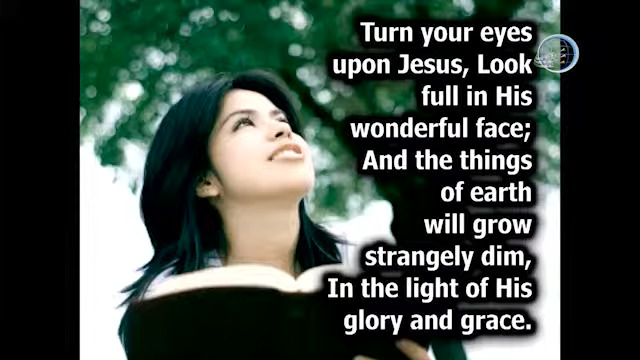 Turn your eyes
upon Jesus, Look
full in His
wonderful face;
And the things
of earth
will grow
strangely dim,
In the light of His
glory and grace.